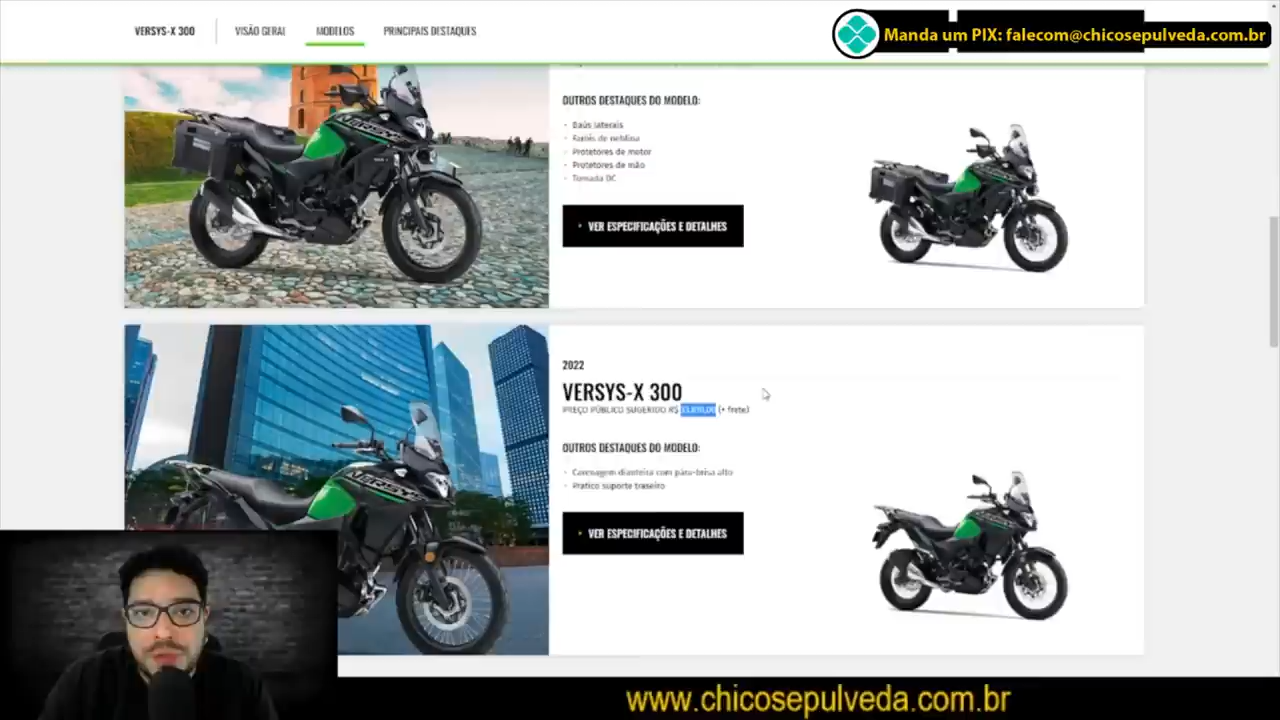 VERSYS-X 300
VISÃO GERAL
MODELOS
PRINCIPAIS DESTAQUES
Manda um PIX: falecom@chicosepulveda.com.br
OUTROS DESTAQUES DO MODELO:
Baús laterais
Faróis de neblina
Protetores de motor
Protetores de mão
Tomada DC
VER ESPECIFICAÇÕES E DETALHES
VERSYS
2022
VERSYS-X 300
PREÇO PÚBLICO SUGERIDO R$ (+ frete)
OUTROS DESTAQUES DO MODELO:
Carenagem dianteira com para-brisa alto
Pratico suporte traseiro
VER ESPECIFICAÇÕES E DETALHES
VERSYS
www.chicosepulveda.com.br